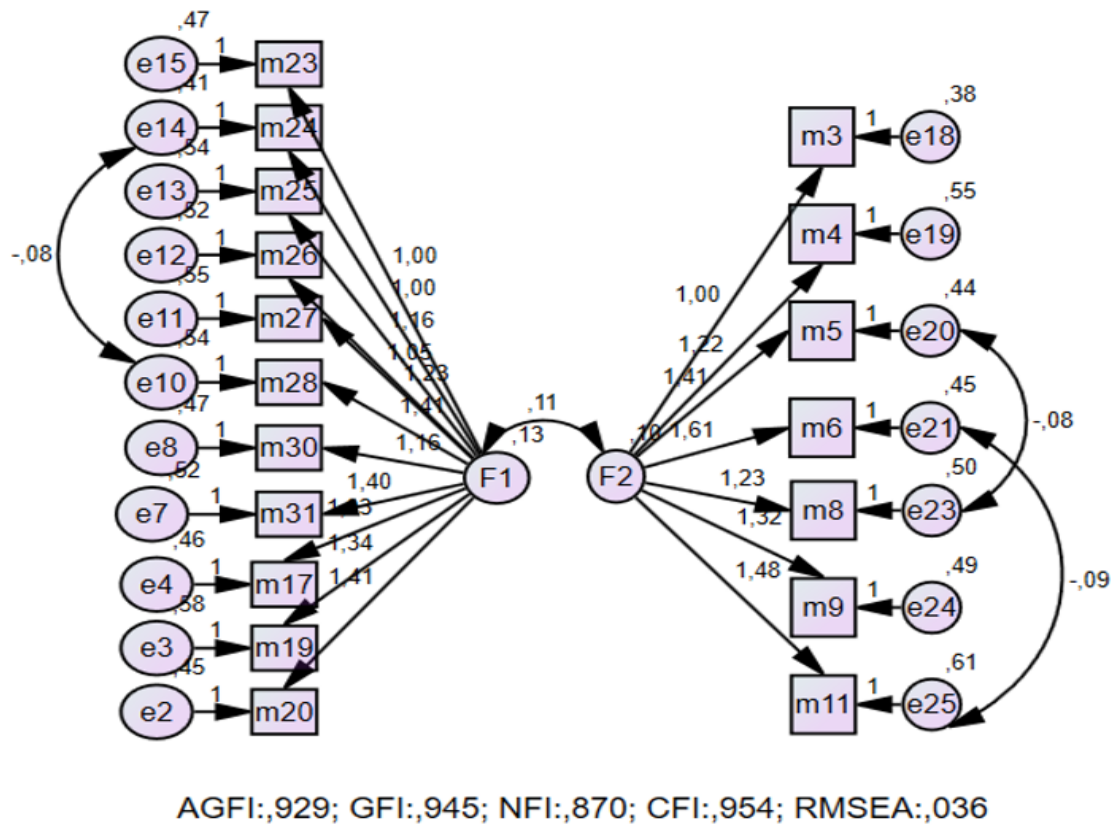 ,47
e15 1 m23
,41
e14 1 m24
,54
e13 1 m25
,52
e12 1 m26
,55
e11 1 m27
,54
e10 1 m28
,47
e8 1 m30
,52
e7 1 m31
,46
e4 1 m17
,58
e3 1 m19
,45
e2 1 m20
-,08
1,00
1,00
1,16
1,05
1,23
1,41
1,16
1,40
1,34
1,41
F1
,13
,11
F2
,10
1,00
1,22
1,41
1,61
1,23
1,32
1,48
,38
m3 1 e18
,55
m4 1 e19
,44
m5 1 e20
,45
m6 1 e21
,50
m8 1 e23
,49
m9 1 e24
,61
m11 1 e25
-,08
-,09
AGFI:,929; GFI:,945; NFI:,870; CFI:,954; RMSEA:,036